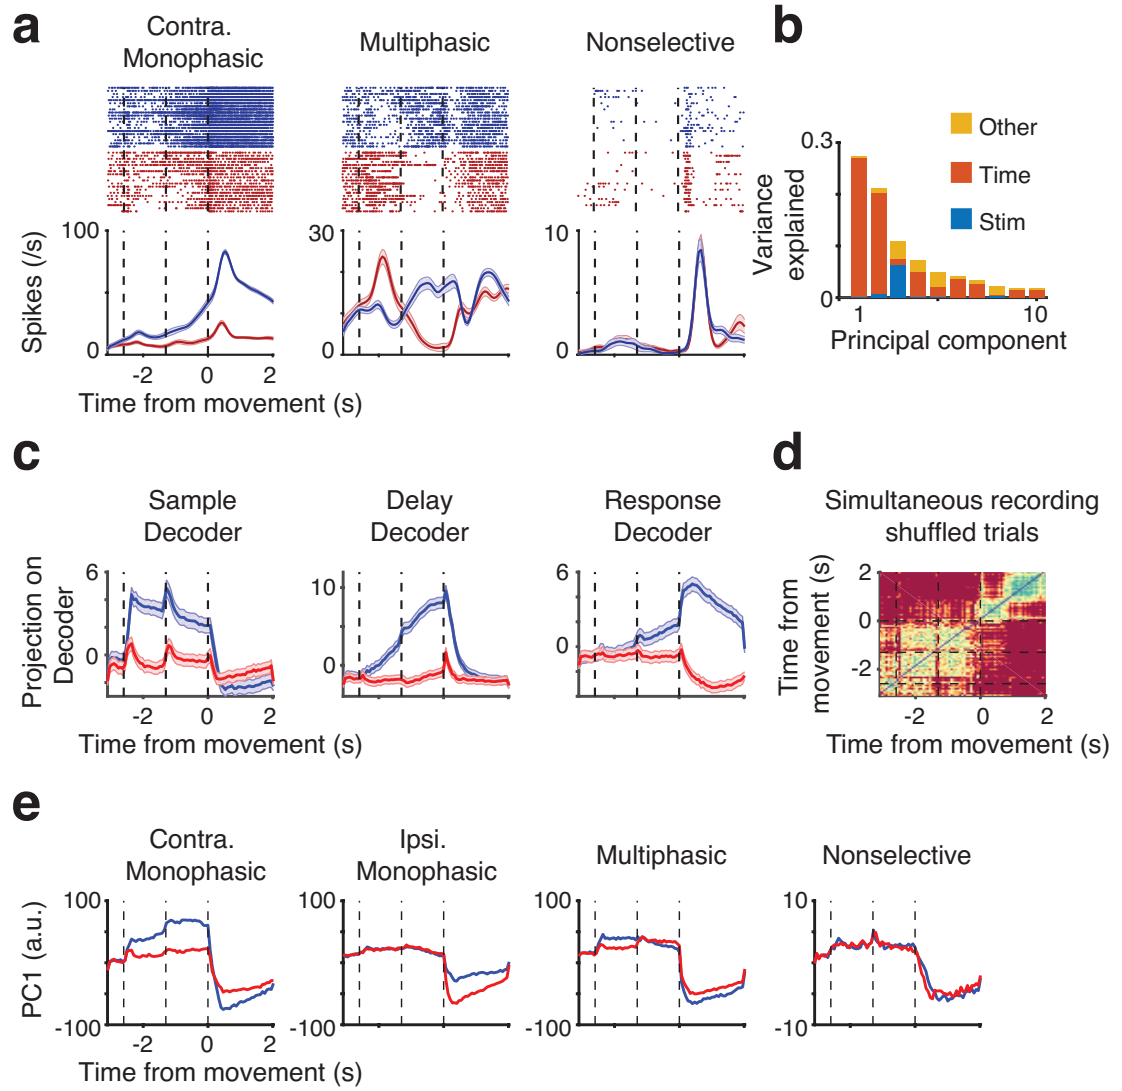 a
Contra.
Monophasic
Multiphasic
Nonselective
Spikes (/s)
100
0
30
0
10
0
-2
0
2
Time from movement (s)
b
Other
Time
Stim
Variance
explained
0.3
0
1
10
Principal component
c
Sample
Decoder
Delay
Decoder
Response
Decoder
Projection on
Decoder
6
0
10
0
6
0
-2
0
2
Time from movement (s)
d
Simultaneous recording
shuffled trials
Time from
movement (s)
2
0
-2
-2
0
2
Time from movement (s)
e
Contra.
Monophasic
Ipsi.
Monophasic
Multiphasic
Nonselective
PC1 (a.u.)
100
-100
100
-100
100
-100
10
-10
-2
0
2
Time from movement (s)